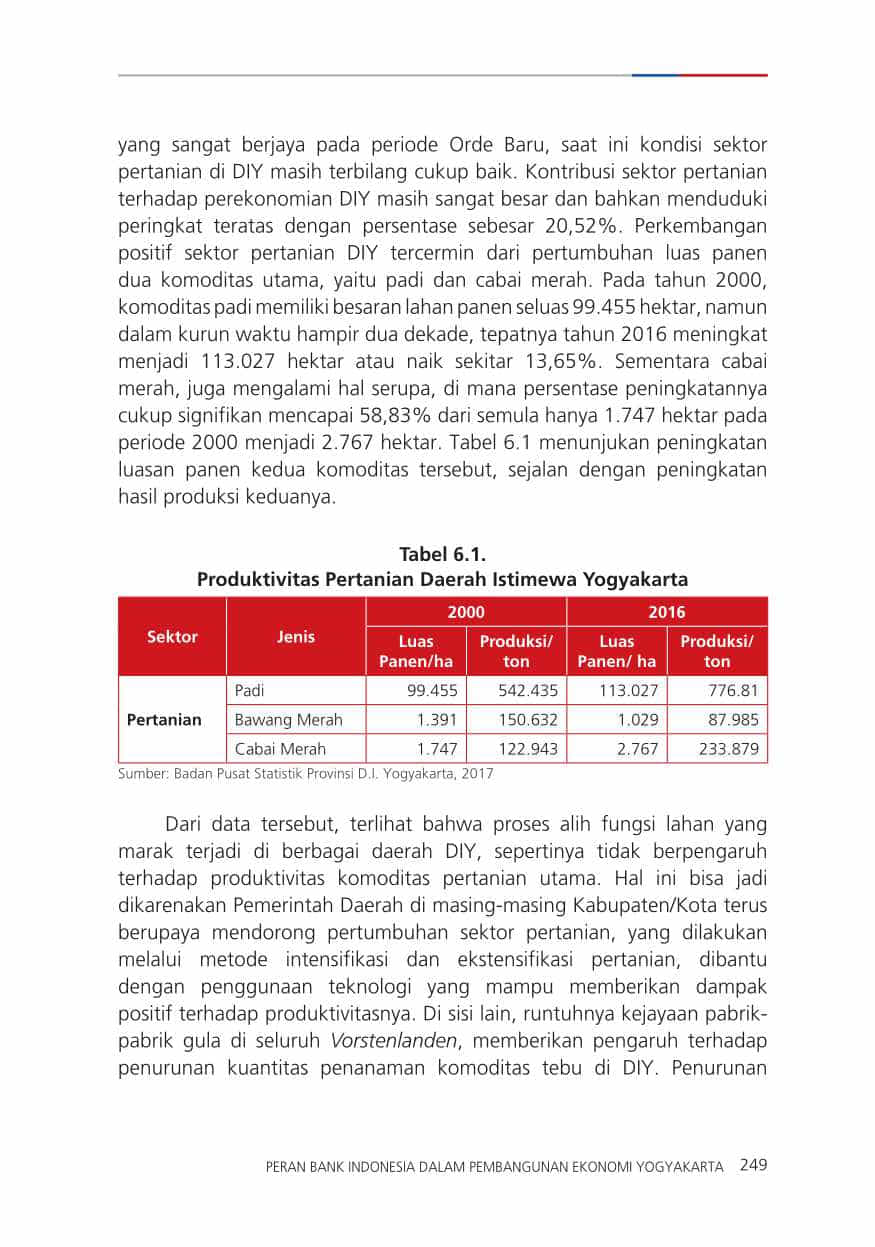 yang sangat berjaya pada periode Orde Baru, saat ini kondisi sektor
pertanian di DIY masih terbilang cukup baik. Kontribusi sektor pertanian
terhadap perekonomian DIY masih sangat besar dan bahkan menduduki
peringkat teratas dengan persentase sebesar 20,52%. Perkembangan
positif sektor pertanian DIY tercermin dari pertumbuhan luas panen
dua komoditas utama, yaitu padi dan cabai merah. Pada tahun 2000,
komoditas padi memiliki besaran lahan panen seluas 99.455 hektar, namun
dalam kurun waktu hampir dua dekade, tepatnya tahun 2016 meningkat
menjadi 113.027 hektar atau naik sekitar 13,65%. Sementara cabai
merah, juga mengalami hal serupa, di mana persentase peningkatannya
cukup signifikan mencapai 58,83% dari semula hanya 1.747 hektar pada
periode 2000 menjadi 2.767 hektar. Tabel 6.1 menunjukan peningkatan
luasan panen kedua komoditas tersebut, sejalan dengan peningkatan
hasil produksi keduanya.
Tabel 6.1.
Produktivitas Pertanian Daerah Istimewa Yogyakarta
Sektor Jenis 2000 2016
Luas Panen/ha Produksi/ton Luas Panen/ ha Produksi/ton
Pertanian Padi 99.455 542.435 113.027 776.81
Bawang Merah 1.391 150.632 1.029 87.985
Cabai Merah 1.747 122.943 2.767 233.879
Sumber: Badan Pusat Statistik Provinsi D.I. Yogyakarta, 2017
Dari data tersebut, terlihat bahwa proses alih fungsi lahan yang
marak terjadi di berbagai daerah DIY, sepertinya tidak berpengaruh
terhadap produktivitas komoditas pertanian utama. Hal ini bisa jadi
dikarenakan Pemerintah Daerah di masing-masing Kabupaten/Kota terus
berupaya mendorong pertumbuhan sektor pertanian, yang dilakukan
melalui metode intensifikasi dan ekstensifikasi pertanian, dibantu
dengan penggunaan teknologi yang mampu memberikan dampak
positif terhadap produktivitasnya. Di sisi lain, runtuhnya kejayaan pabrik-
pabrik gula di seluruh Vorstenlanden, memberikan pengaruh terhadap
penurunan kuantitas penanaman komoditas tebu di DIY. Penurunan
PERAN BANK INDONESIA DALAM PEMBANGUNAN EKONOMI YOGYAKARTA 249